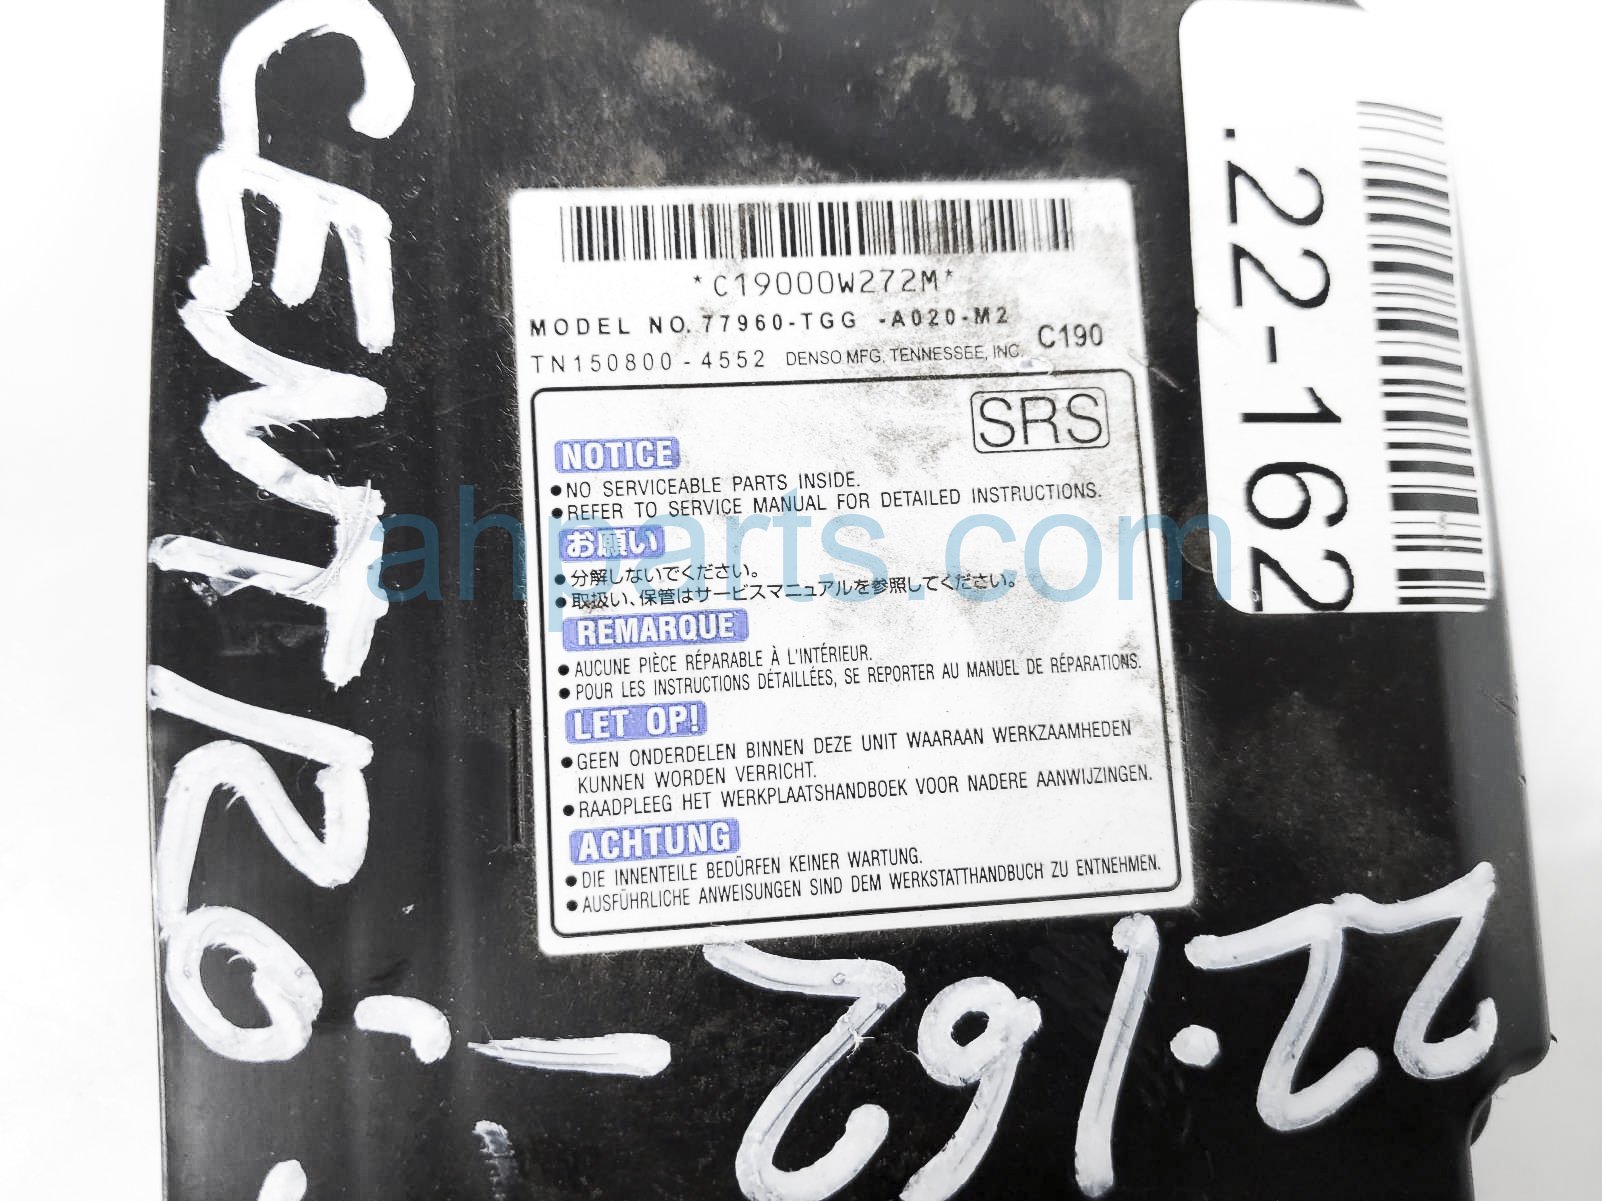 *C19000W272M*
MODEL NO. 77960-TGG -A020-M2
C190
TN150800-4552 DENSO MFG. TENNESSEE, INC.
SRS
NOTICE
●NO SERVICEABLE PARTS INSIDE.
●REFER TO SERVICE MANUAL FOR DETAILED INSTRUCTIONS.
お願い
●分解しないでください。
●取扱い、保管はサービスマニュアルを参照してください。
REMARQUE
●AUCUNE PIÈCE RÉPARABLE À L'INTÉRIEUR.
●POUR LES INSTRUCTIONS DÉTAILLÉES, SE REPORTER AU MANUEL DE RÉPARATIONS.
LET OP!
●GEEN ONDERDELEN BINNEN DEZE UNIT WAARAAN WERKZAAMHEDEN
KUNNEN WORDEN VERRICHT.
●RAADPLEEG HET WERKPLAATSHANDBOEK VOOR NADERE AANWIJZINGEN.
ACHTUNG
●DIE INNENTEILE BEDÜRFEN KEINER WARTUNG.
●AUSFÜHRLICHE ANWEISUNGEN SIND DEM WERKSTATTHANDBUCH ZU ENTNEHMEN.
.22-162
22.162
ahparts.com